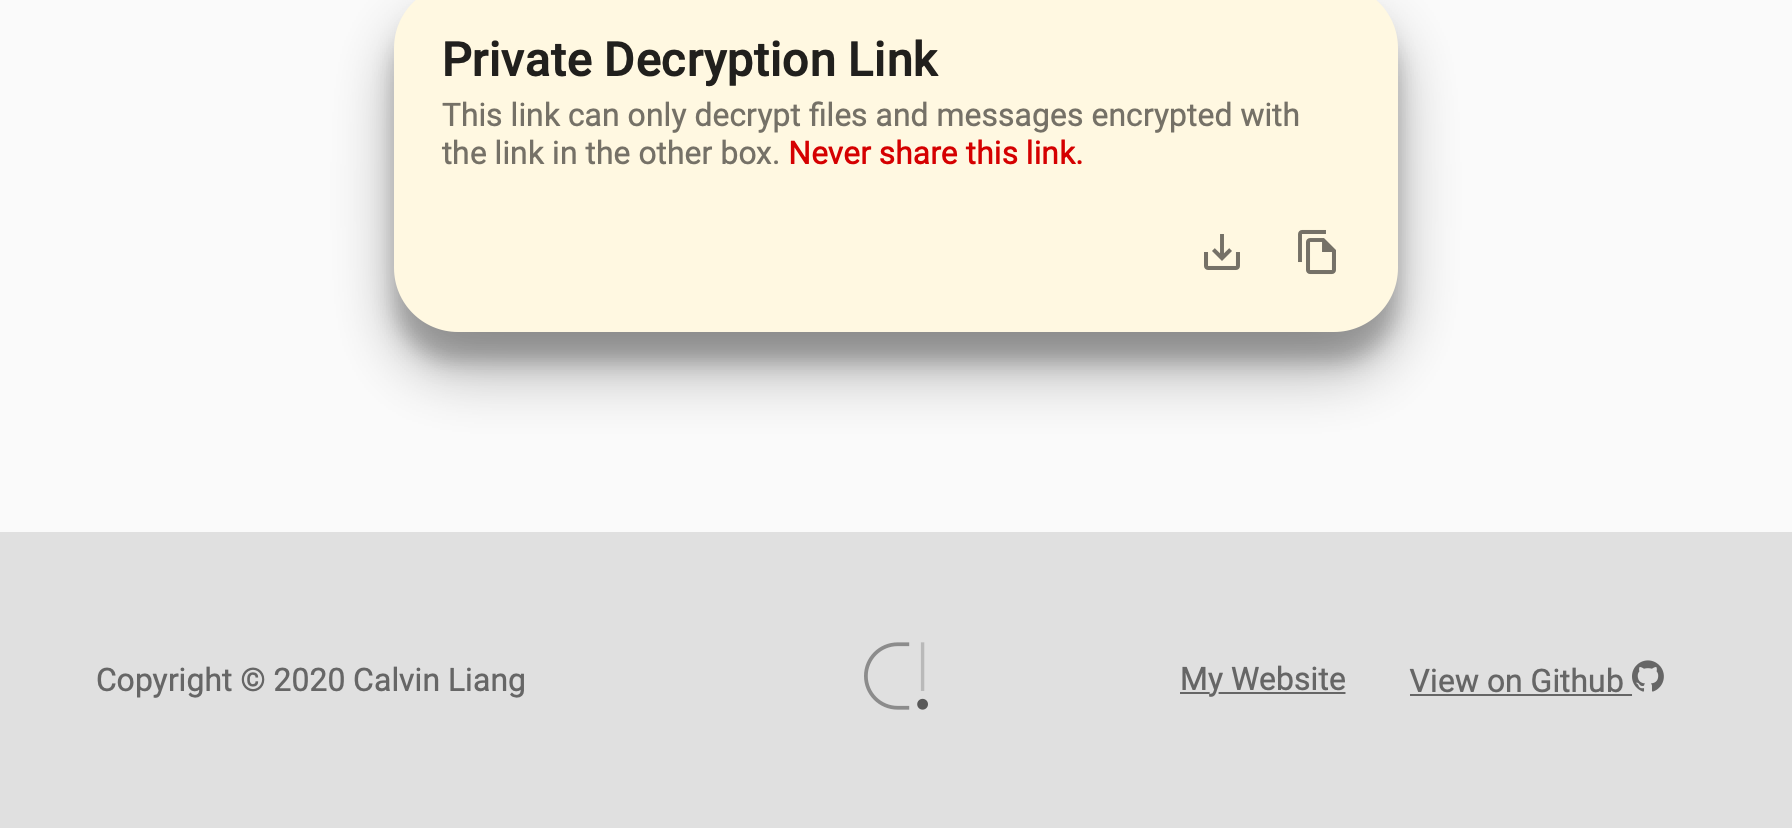 Private Decryption Link
This link can only decrypt files and messages encrypted with
the link in the other box. Never share this link.
Copyright © 2020 Calvin Liang
My Website
View on Github